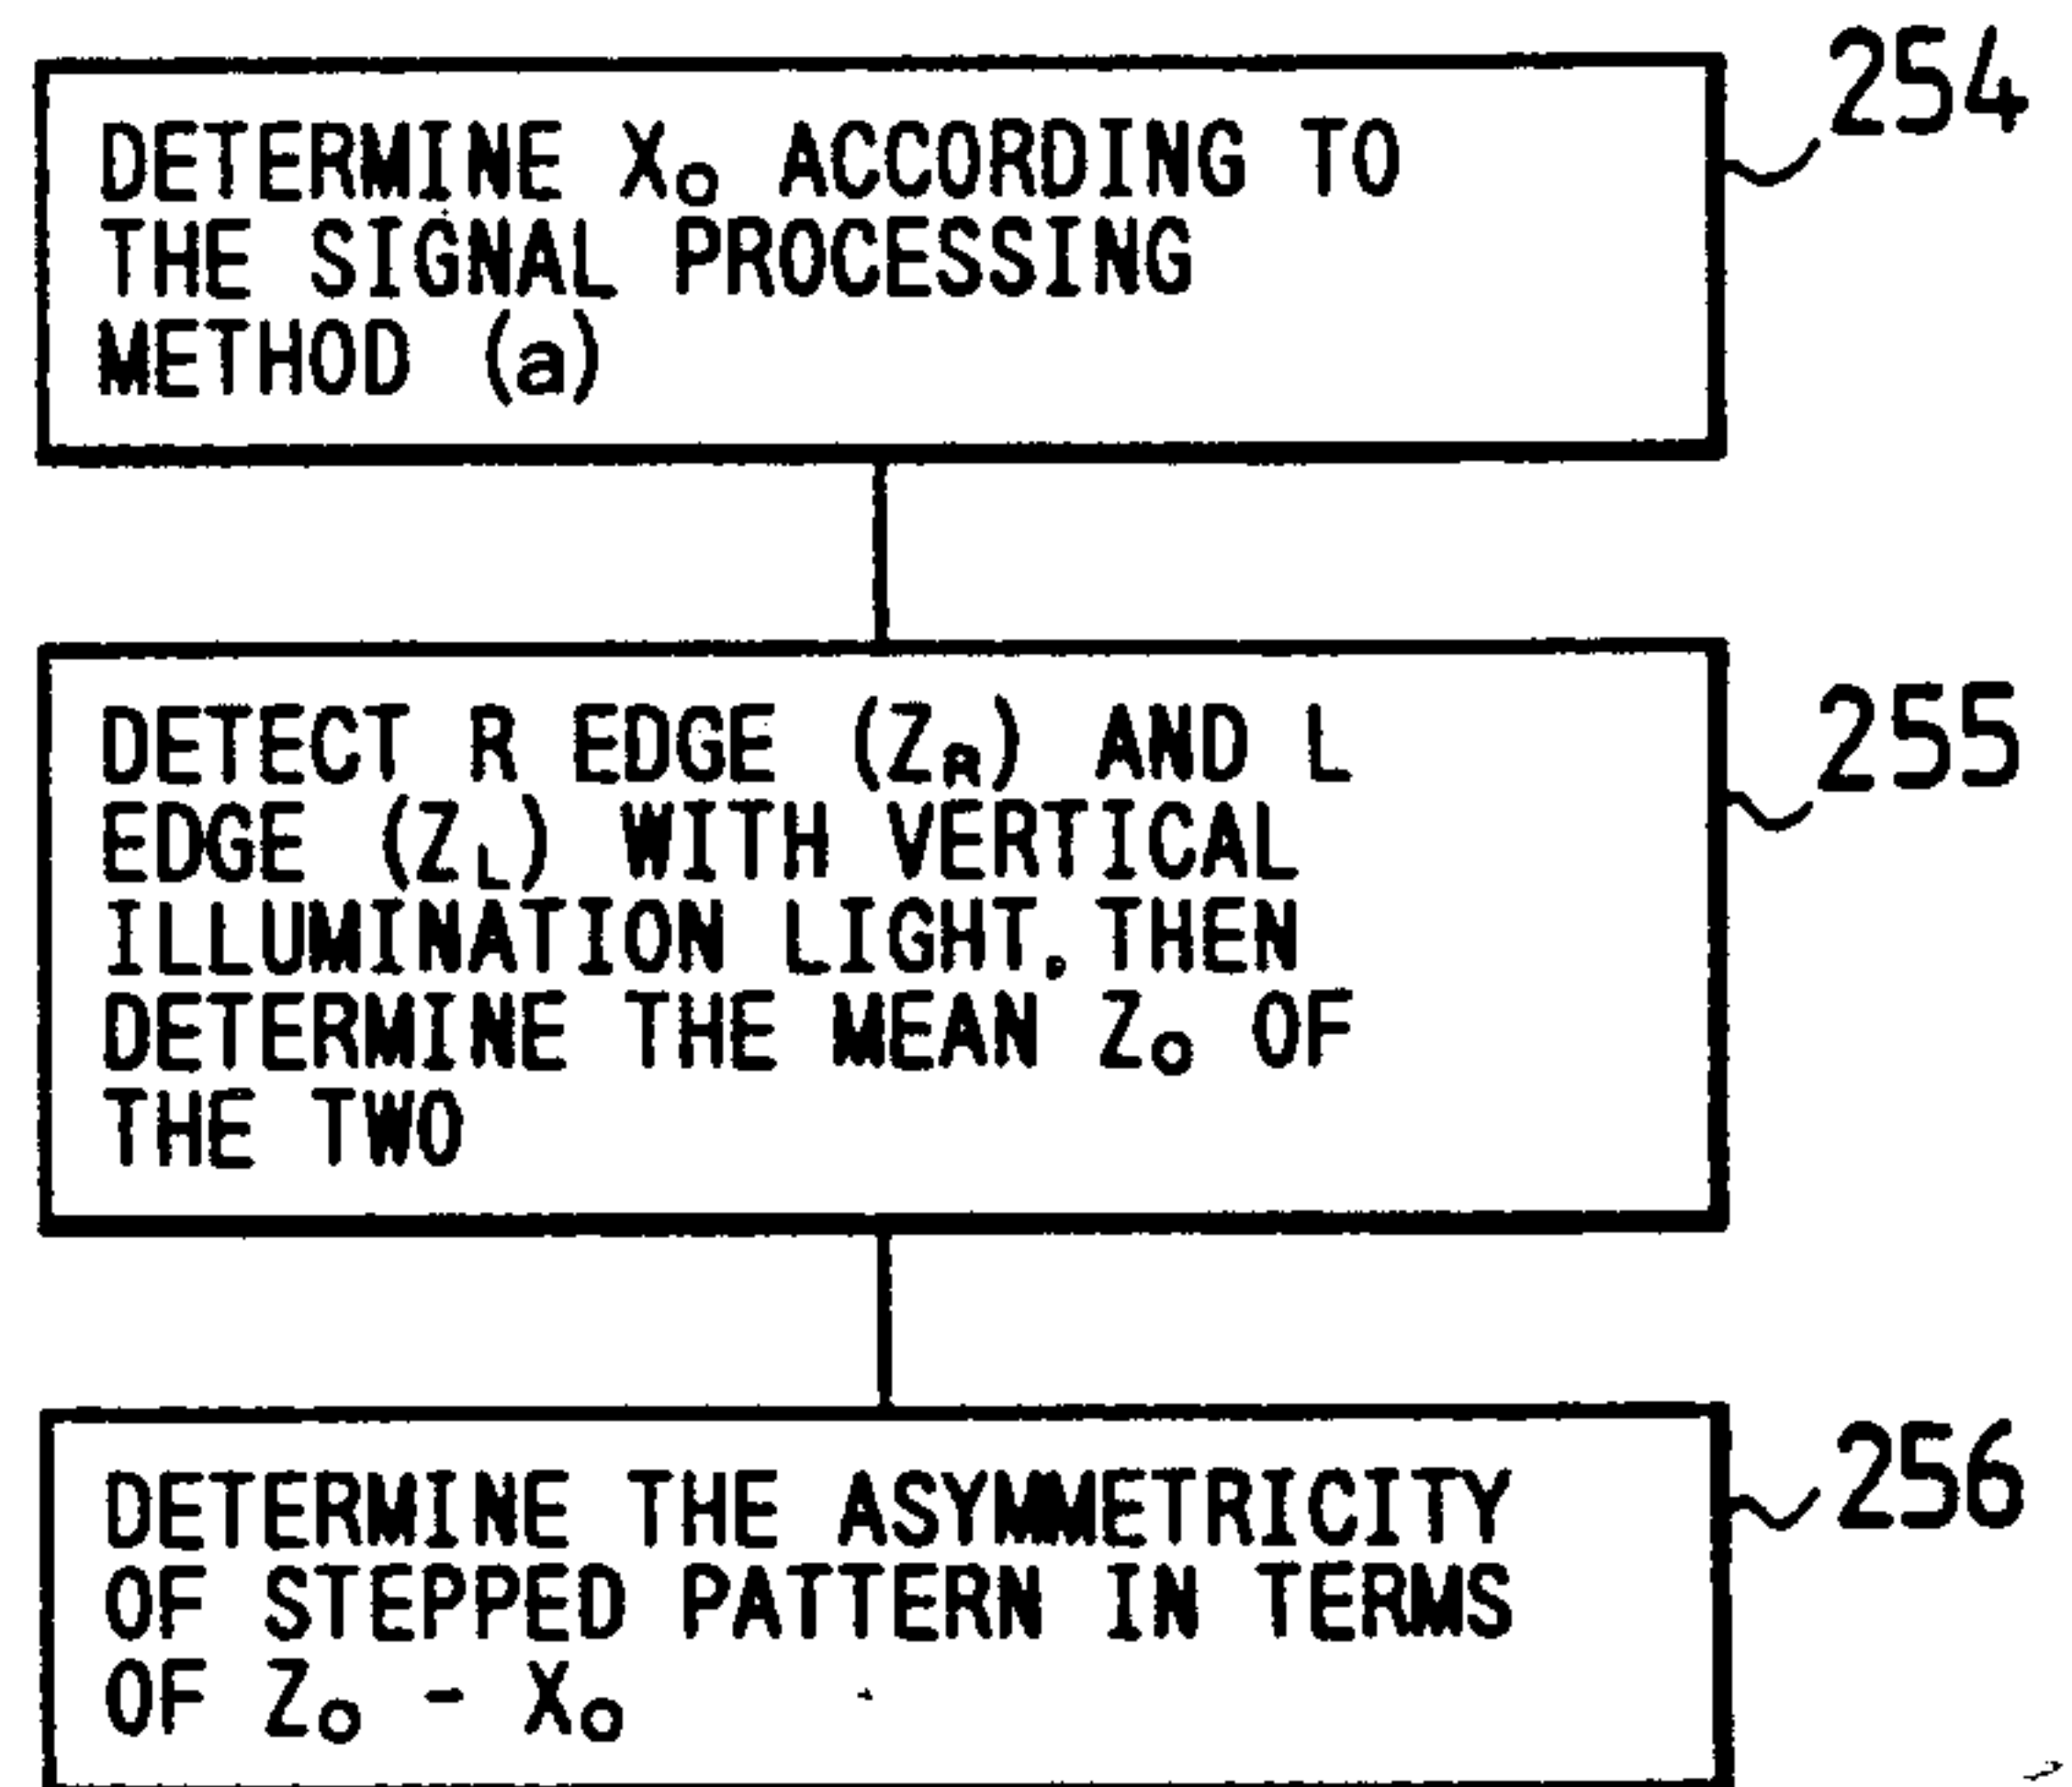 254
DETERMINE X₀ ACCORDING TO
THE SIGNAL PROCESSING
METHOD (a)
255
DETECT R EDGE (Z_R) AND L
EDGE (Z_L) WITH VERTICAL
ILLUMINATION LIGHT, THEN
DETERMINE THE MEAN Z₀ OF
THE TWO
256
DETERMINE THE ASYMMETRICITY
OF STEPPED PATTERN IN TERMS
OF Z₀ - X₀